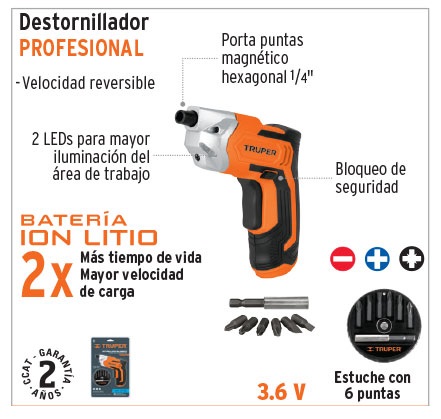 Destornillador
PROFESIONAL
- Velocidad reversible
Porta puntas
magnético
hexagonal 1/4"
2 LEDs para mayor
iluminación del
área de trabajo
TRUPER
Bloqueo de
seguridad
BATERÍA
ION LITIO
2x
Más tiempo de vida
Mayor velocidad
de carga
CCAT - GARANTÍA
2
AÑOS
TRUPER
TRUPER
3.6 V
Estuche con
6 puntas